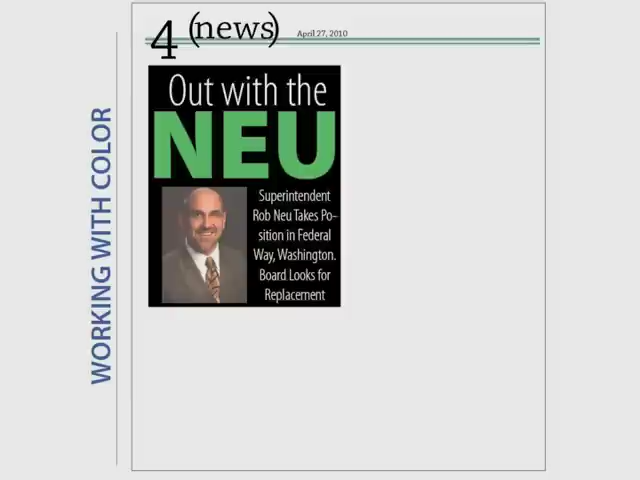 4 (news) April 27, 2010
Out with the
NEU
Superintendent
Rob Neu Takes Po-
sition in Federal
Way, Washington.
Board Looks for
Replacement
WORKING WITH COLOR